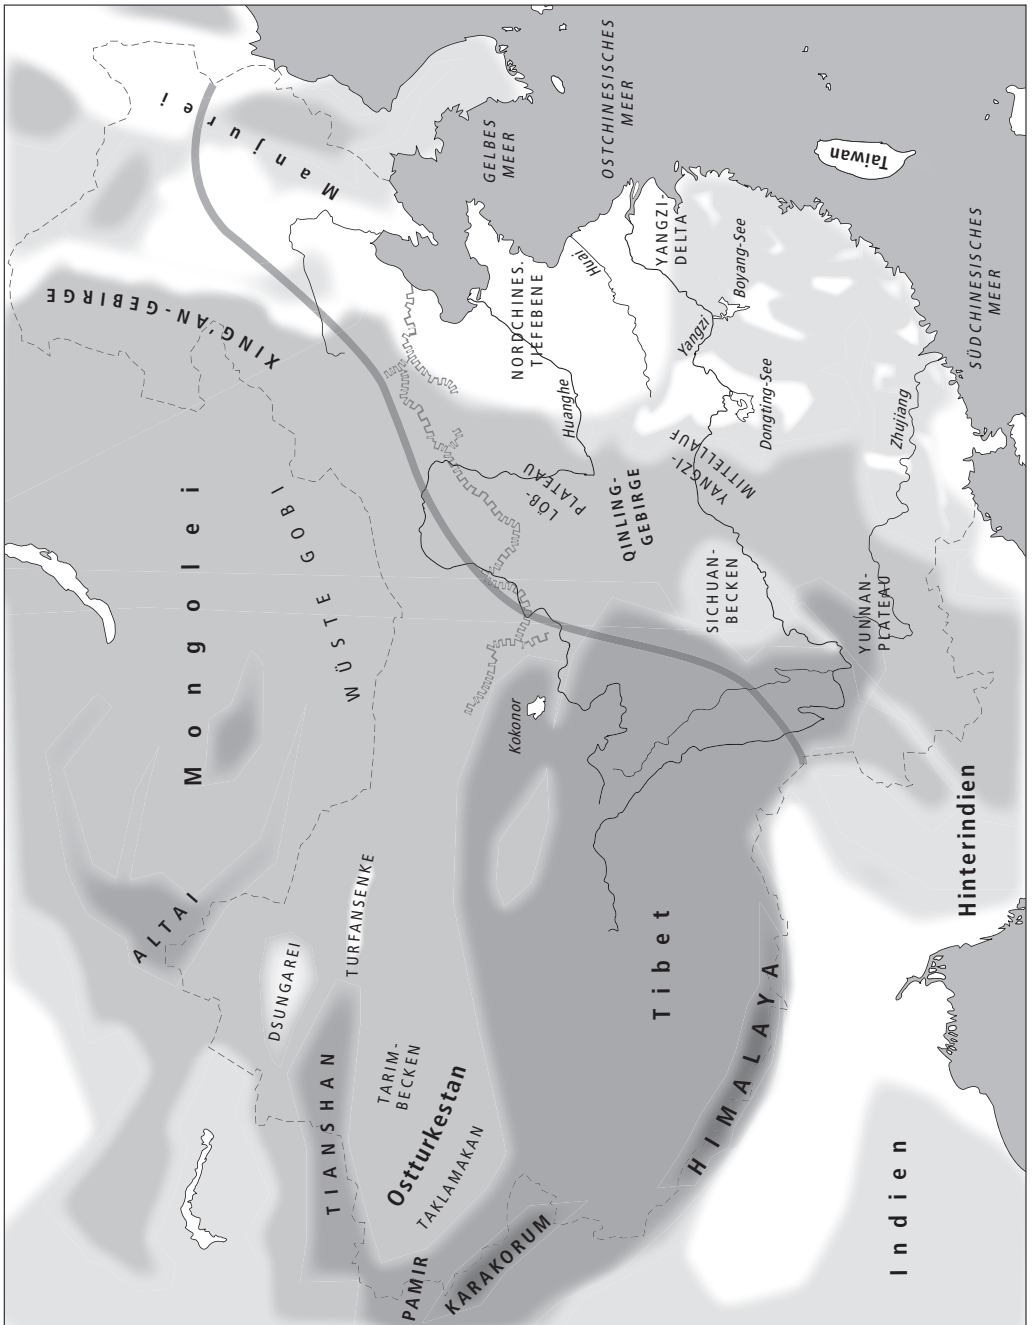 Manjurei
XING'AN-GEBIRGE
Mongolei
WÜSTE GOBI
ALTAI
DSUNGAREI
TURFANSENKE
TIANSHAN
TARIM-
BECKEN
Ostturkestan
TAKLAMAKAN
PAMIR
KARAKORUM
HIMALAYA
Tibet
Kokonor
Indien
Hinterindien
GELBES
MEER
OSTCHINESISCHES
MEER
Taiwan
SÜDCHINESISCHES
MEER
NORDCHINES.
TIEFEBENE
Huai
YANGZI-
DELTA
Boyang-See
Yangzi
Dongting-See
Huanghe
LÖß-
PLATEAU
QINLING-
GEBIRGE
YANGZI-
MITTELLAUF
Zhujiang
SICHUAN-
BECKEN
YUNNAN-
PLATEAU